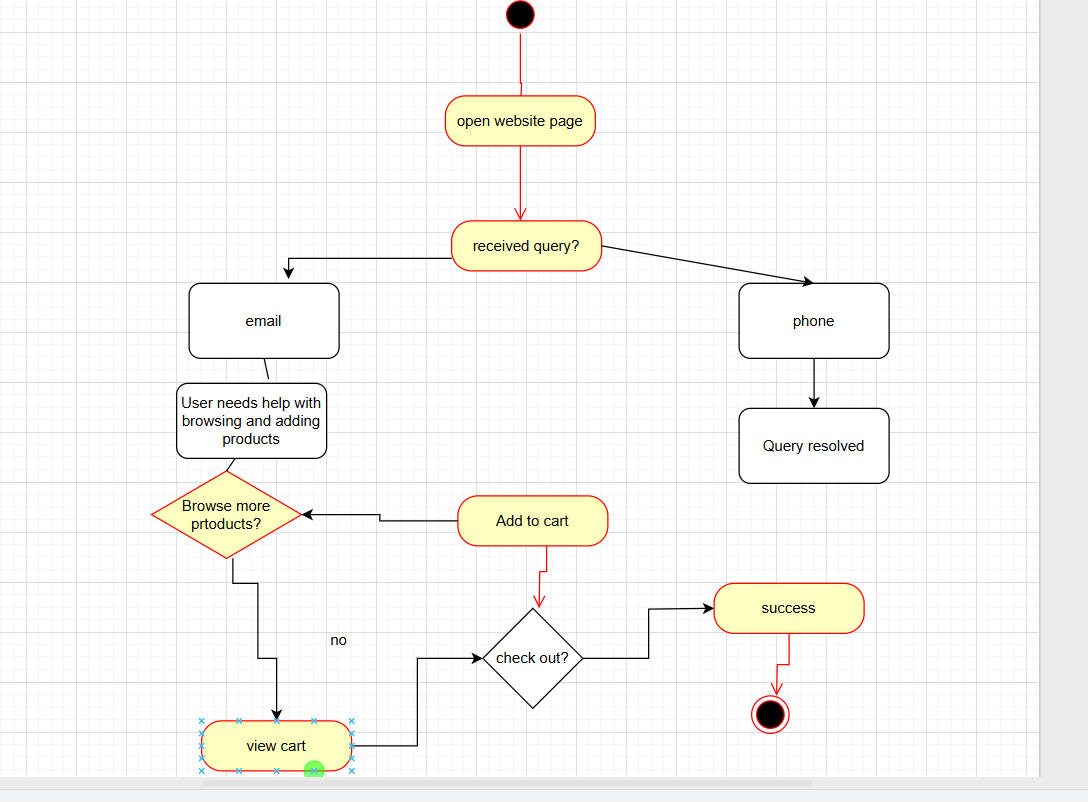 open website page
received query?
email
phone
User needs help with
browsing and adding
products
Query resolved
Browse more
prtoducts?
Add to cart
success
no
check out?
view cart